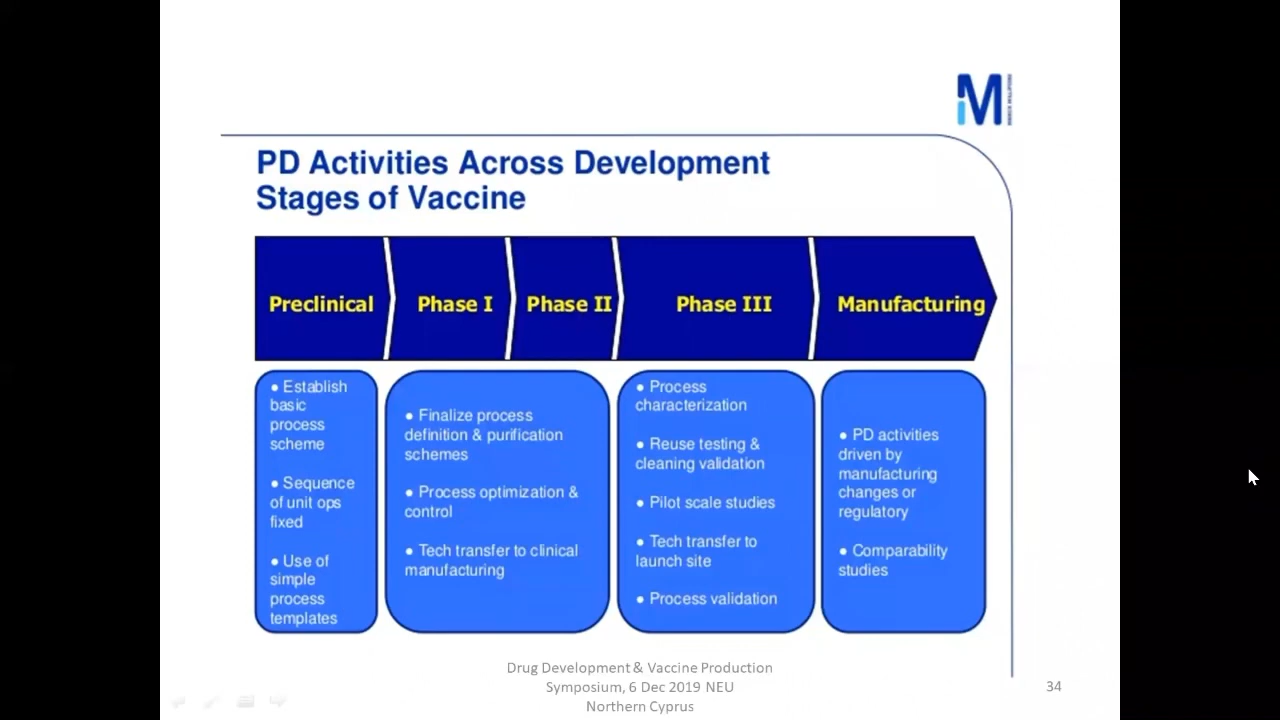 M
PD Activities Across Development
Stages of Vaccine
Preclinical
Phase I
Phase II
Phase III
Manufacturing
● Establish
basic
process
scheme
● Sequence
of unit ops
fixed
● Use of
simple
process
templates
● Finalize process
definition & purification
schemes
● Process optimization &
control
● Tech transfer to clinical
manufacturing
● Process
characterization
● Reuse testing &
cleaning validation
● Pilot scale studies
● Tech transfer to
launch site
● Process validation
● PD activities
driven by
manufacturing
changes or
regulatory
● Comparability
studies
Drug Development & Vaccine Production
Symposium, 6 Dec 2019 NEU
Northern Cyprus
34